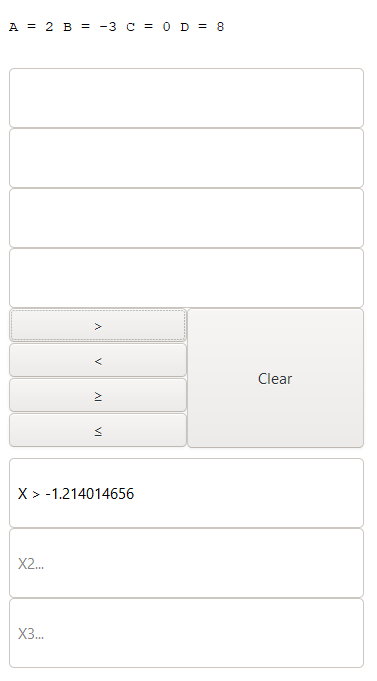 A = 2 B = -3 C = 0 D = 8
>
<
≥
≤
Clear
X > -1.214014656
X2...
X3...